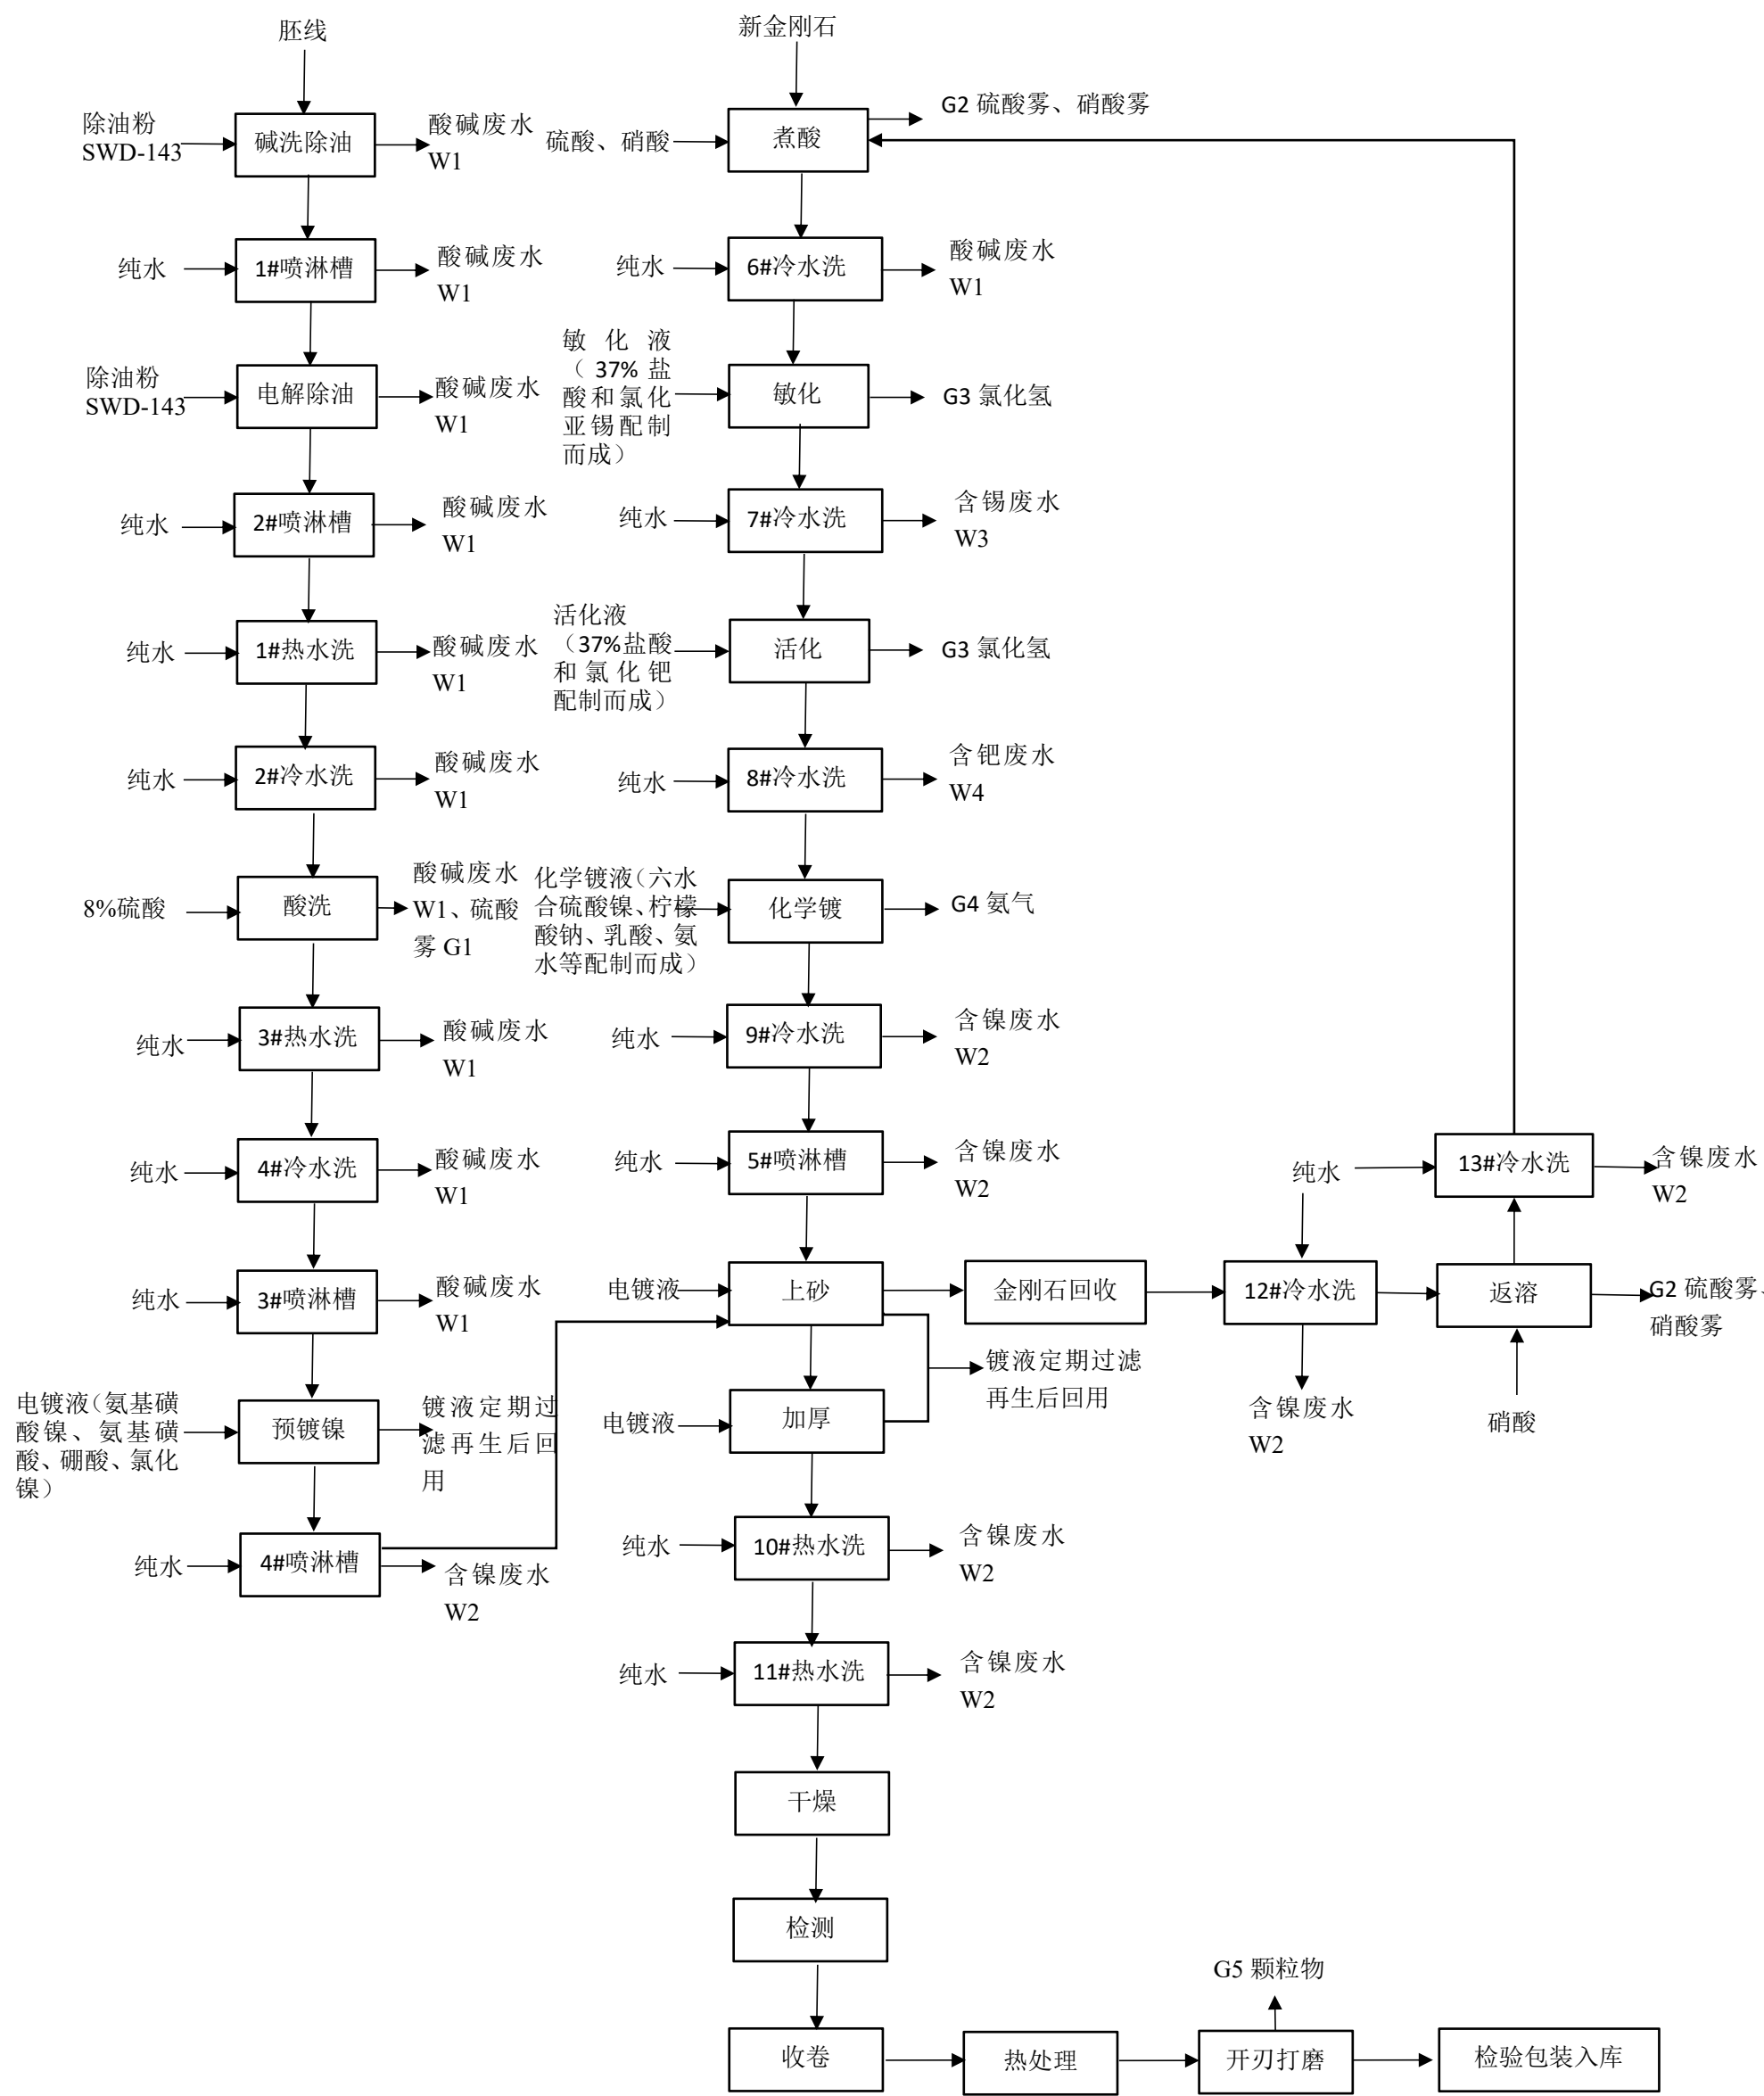 胚线
除油粉
SWD-143
碱洗除油
酸碱废水
W1
纯水
1#喷淋槽
酸碱废水
W1
除油粉
SWD-143
电解除油
酸碱废水
W1
纯水
2#喷淋槽
酸碱废水
W1
纯水
1#热水洗
酸碱废水
W1
纯水
2#冷水洗
酸碱废水
W1
8%硫酸
酸洗
酸碱废水
W1、硫酸
雾 G1
纯水
3#热水洗
酸碱废水
W1
纯水
4#冷水洗
酸碱废水
W1
纯水
3#喷淋槽
酸碱废水
W1
电镀液（氨基磺
酸镍、氨基磺
酸、硼酸、氯化
镍）
预镀镍
镀液定期过
滤再生后回
用
纯水
4#喷淋槽
含镍废水
W2
新金刚石
硫酸、硝酸
煮酸
G2 硫酸雾、硝酸雾
纯水
6#冷水洗
酸碱废水
W1
敏化液
（37%盐
酸和氯化
亚锡配制
而成）
敏化
G3 氯化氢
纯水
7#冷水洗
含锡废水
W3
活化液
（37%盐酸
和氯化钯
配制而成）
活化
G3 氯化氢
纯水
8#冷水洗
含钯废水
W4
化学镀液（六水
合硫酸镍、柠檬
酸钠、乳酸、氨
水等配制而成）
化学镀
G4 氨气
纯水
9#冷水洗
含镍废水
W2
纯水
5#喷淋槽
含镍废水
W2
电镀液
上砂
金刚石回收
纯水
12#冷水洗
含镍废水
W2
返溶
硝酸
G2 硫酸雾、
硝酸雾
13#冷水洗
含镍废水
W2
电镀液
加厚
镀液定期过滤
再生后回用
纯水
10#热水洗
含镍废水
W2
纯水
11#热水洗
含镍废水
W2
干燥
检测
收卷
热处理
开刃打磨
G5 颗粒物
检验包装入库